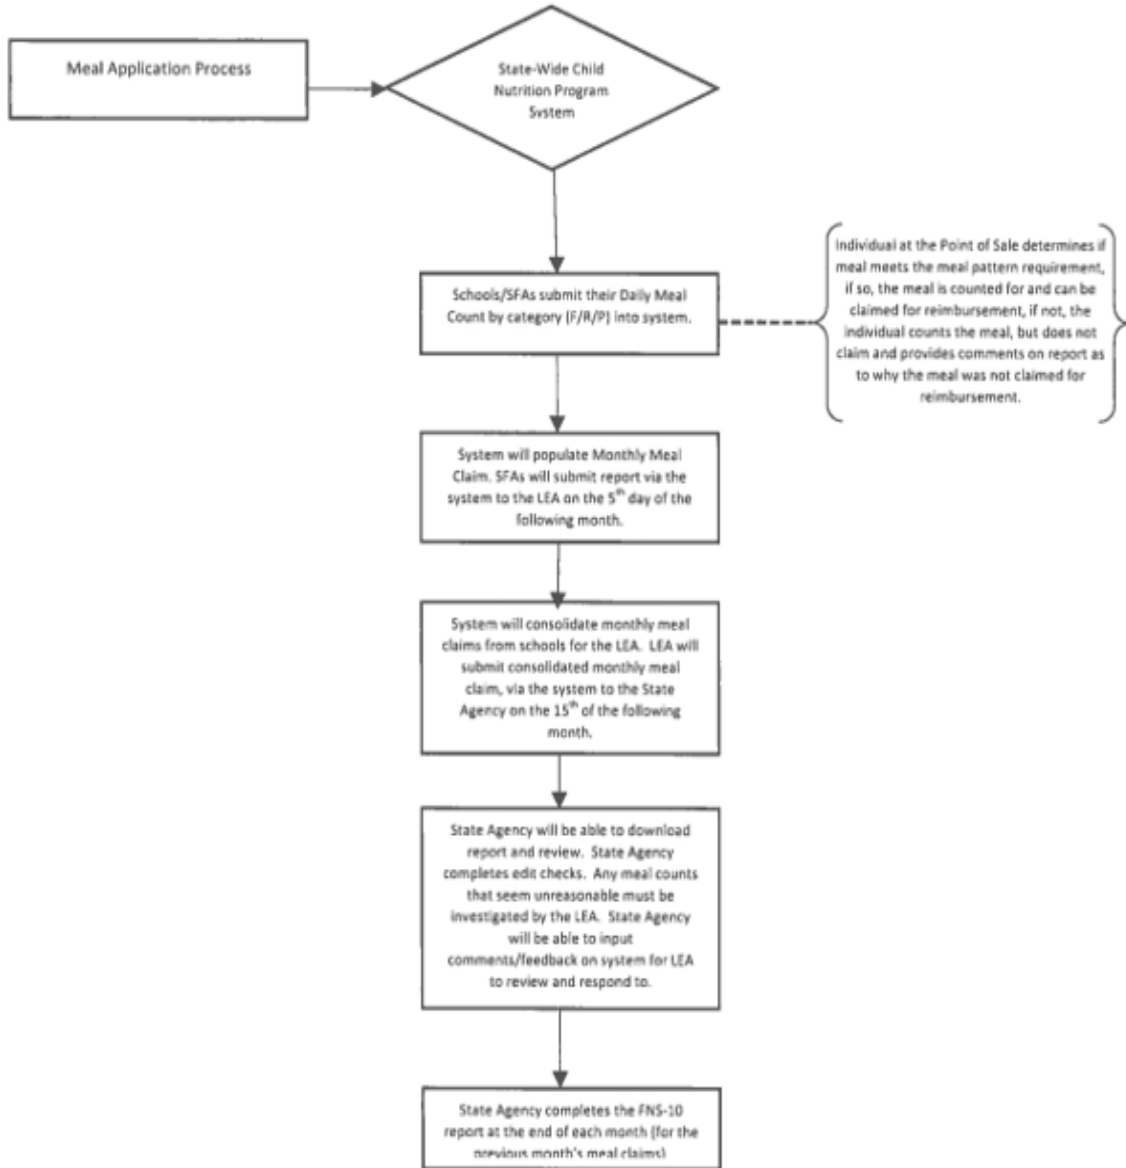 Meal Application Process
State-Wide Child
Nutrition Program
System
Schools/SFAs submit their Daily Meal
Count by category (F/R/P) into system.
Individual at the Point of Sale determines if
meal meets the meal pattern requirement,
if so, the meal is counted for and can be
claimed for reimbursement, if not, the
individual counts the meal, but does not
claim and provides comments on report as
to why the meal was not claimed for
reimbursement.
System will populate Monthly Meal
Claim. SFAs will submit report via the
system to the LEA on the 5th day of the
following month.
System will consolidate monthly meal
claims from schools for the LEA. LEA will
submit consolidated monthly meal
claim, via the system to the State
Agency on the 15th of the following
month.
State Agency will be able to download
report and review. State Agency
completes edit checks. Any meal counts
that seem unreasonable must be
investigated by the LEA. State Agency
will be able to input
comments/feedback on system for LEA
to review and respond to.
State Agency completes the FNS-10
report at the end of each month (for the
previous month's meal claims)